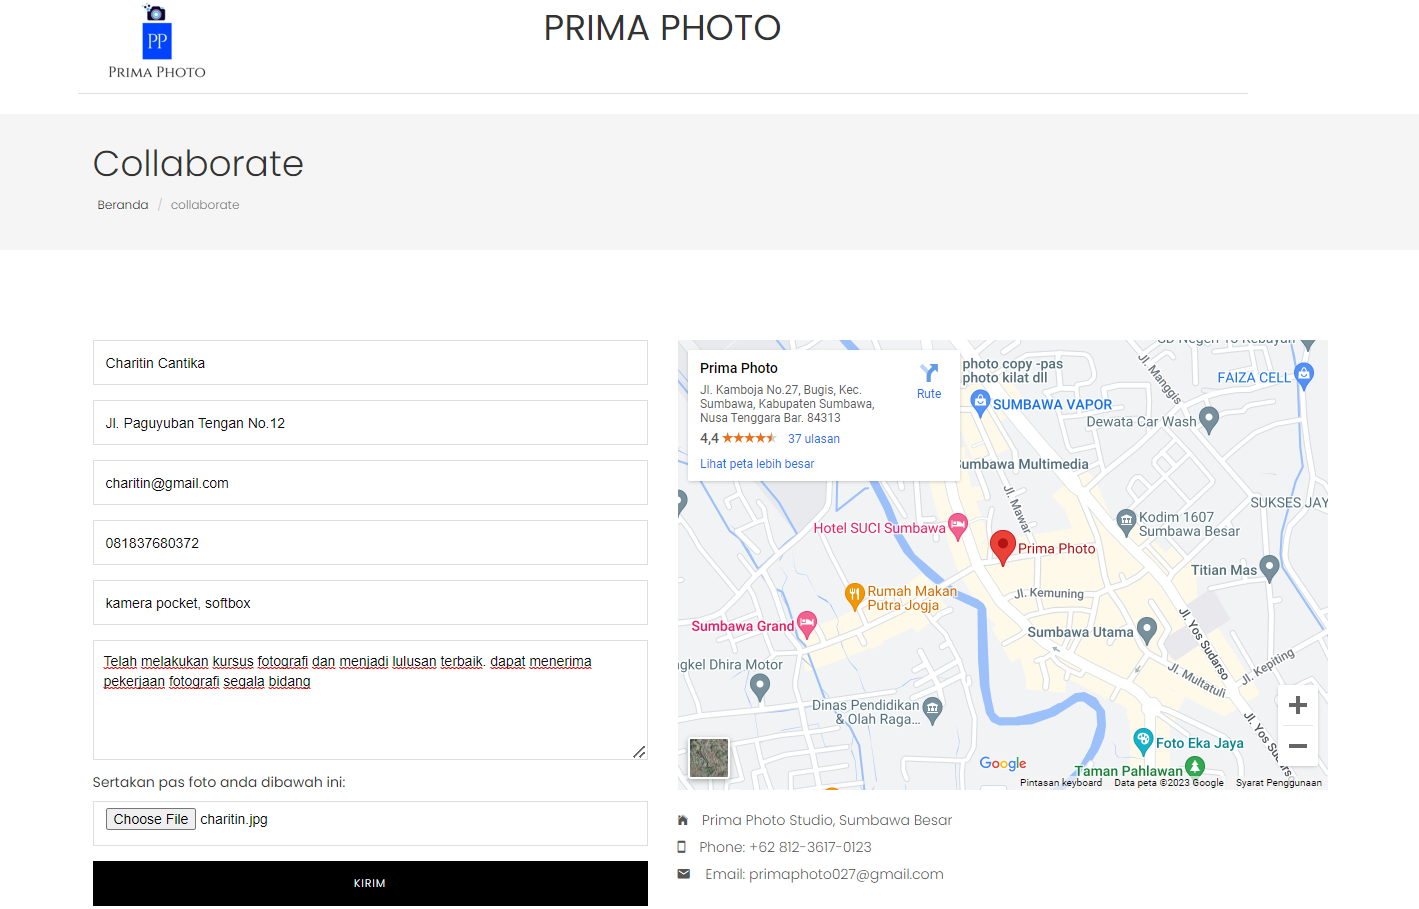 PP
PRIMA PHOTO
PRIMA PHOTO
Collaborate
Beranda / collaborate
Charitin Cantika
Jl. Paguyuban Tengan No.12
charitin@gmail.com
081837680372
kamera pocket, softbox
Telah melakukan kursus fotografi dan menjadi lulusan terbaik. dapat menerima
pekerjaan fotografi segala bidang
Sertakan pas foto anda dibawah ini:
Choose File charitin.jpg
KIRIM
Prima Photo
Jl. Kamboja No.27, Bugis, Kec.
Sumbawa, Kabupaten Sumbawa,
Nusa Tenggara Bar. 84313
4,4 37 ulasan
Lihat peta lebih besar
Rute
photo copy -pas
photo kilat dll
SUMBAWA VAPOR
Jl. Manggis
FAIZA CELL
Dewata Car Wash
Sumbawa Multimedia
Jl. Mawar
SUKSES JAY
Hotel SUCI Sumbawa
Kodim 1607
Sumbawa Besar
Prima Photo
Titian Mas
Rumah Makan
Putra Jogja
Jl. Kemuning
Sumbawa Grand
Sumbawa Utama
Jl. Yos Sudarso
gkel Dhira Motor
Jl. Multatuli
Jl. Kepiting
Dinas Pendidikan
& Olah Raga...
Jl. Yos Sudarso
Foto Eka Jaya
Google
Taman Pahlawan
Pintasan keyboard Data peta ©2023 Google Syarat Penggunaan
Prima Photo Studio, Sumbawa Besar
Phone: +62 812-3617-0123
Email: primaphoto027@gmail.com